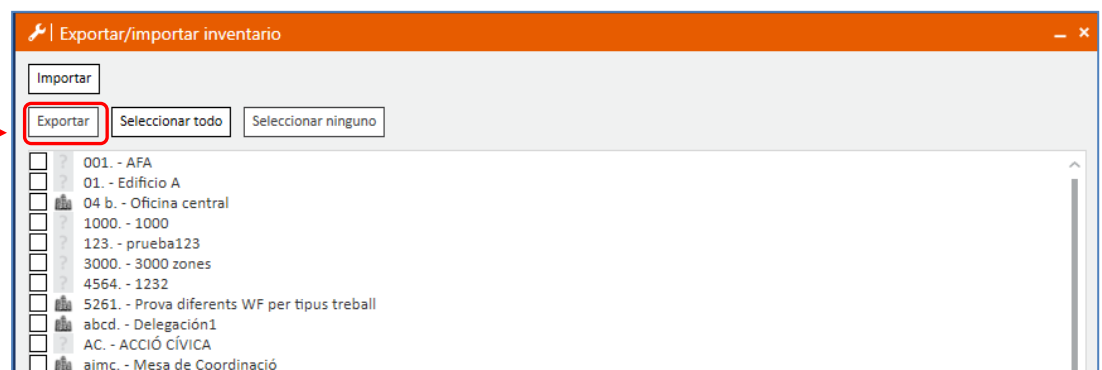 Exportar/importar inventario
Importar
Exportar Seleccionar todo Seleccionar ninguno
? 001. - AFA
? 01. - Edificio A
04 b. - Oficina central
? 1000. - 1000
? 123. - prueba123
? 3000. - 3000 zones
? 4564. - 1232
5261. - Prova diferents WF per tipus treball
abcd. - Delegación1
? AC. - ACCIÓ CÍVICA
aimc. - Mesa de Coordinació